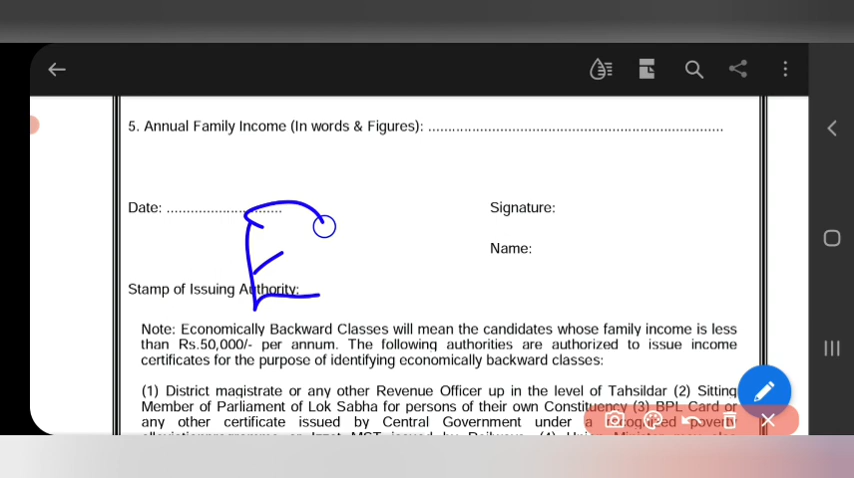 5. Annual Family Income (In words & Figures): ........................................................................
Date: ............................
Signature:
E
Name:
Stamp of Issuing Authority:
Note: Economically Backward Classes will mean the candidates whose family income is less
than Rs.50,000/- per annum. The following authorities are authorized to issue income
certificates for the purpose of identifying economically backward classes:
(1) District magistrate or any other Revenue Officer up in the level of Tahsildar (2) Sitting
Member of Parliament of Lok Sabha for persons of their own Constituency (3) BPL Card or
any other certificate issued by Central Government under a recognized poverty